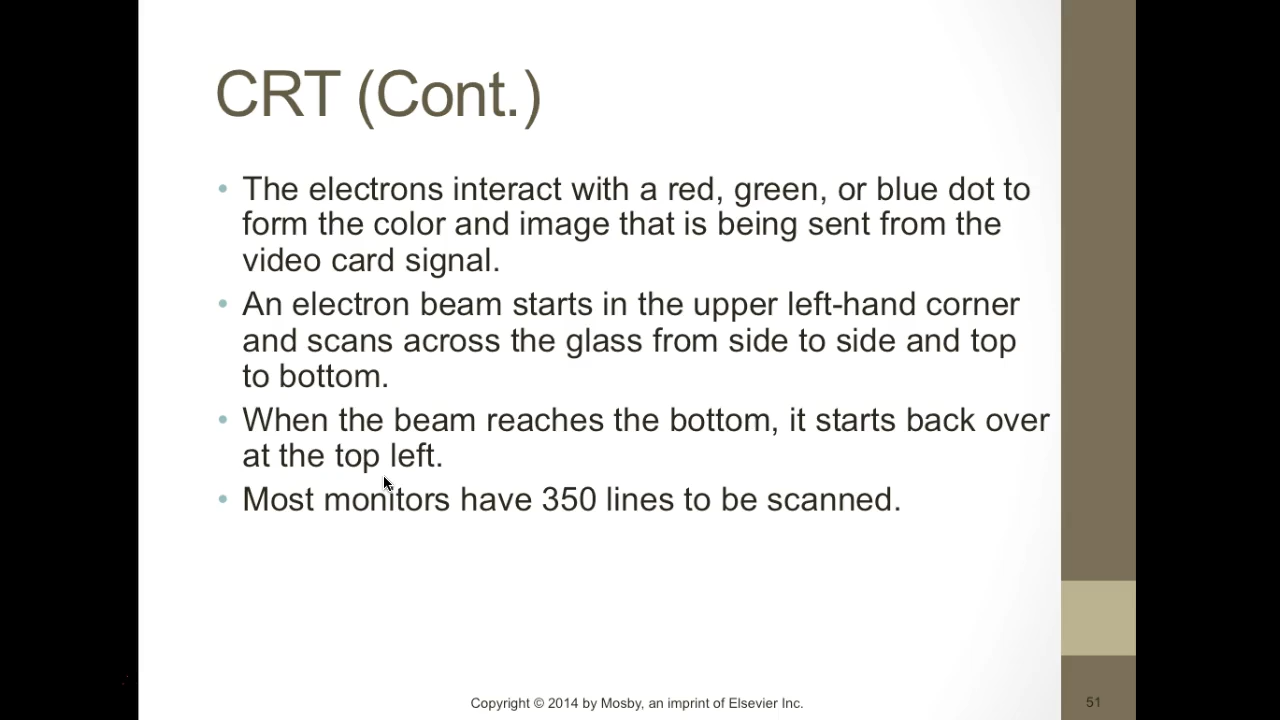 CRT (Cont.)
• The electrons interact with a red, green, or blue dot to
form the color and image that is being sent from the
video card signal.
• An electron beam starts in the upper left-hand corner
and scans across the glass from side to side and top
to bottom.
• When the beam reaches the bottom, it starts back over
at the top left.
• Most monitors have 350 lines to be scanned.
Copyright © 2014 by Mosby, an imprint of Elsevier Inc.
51